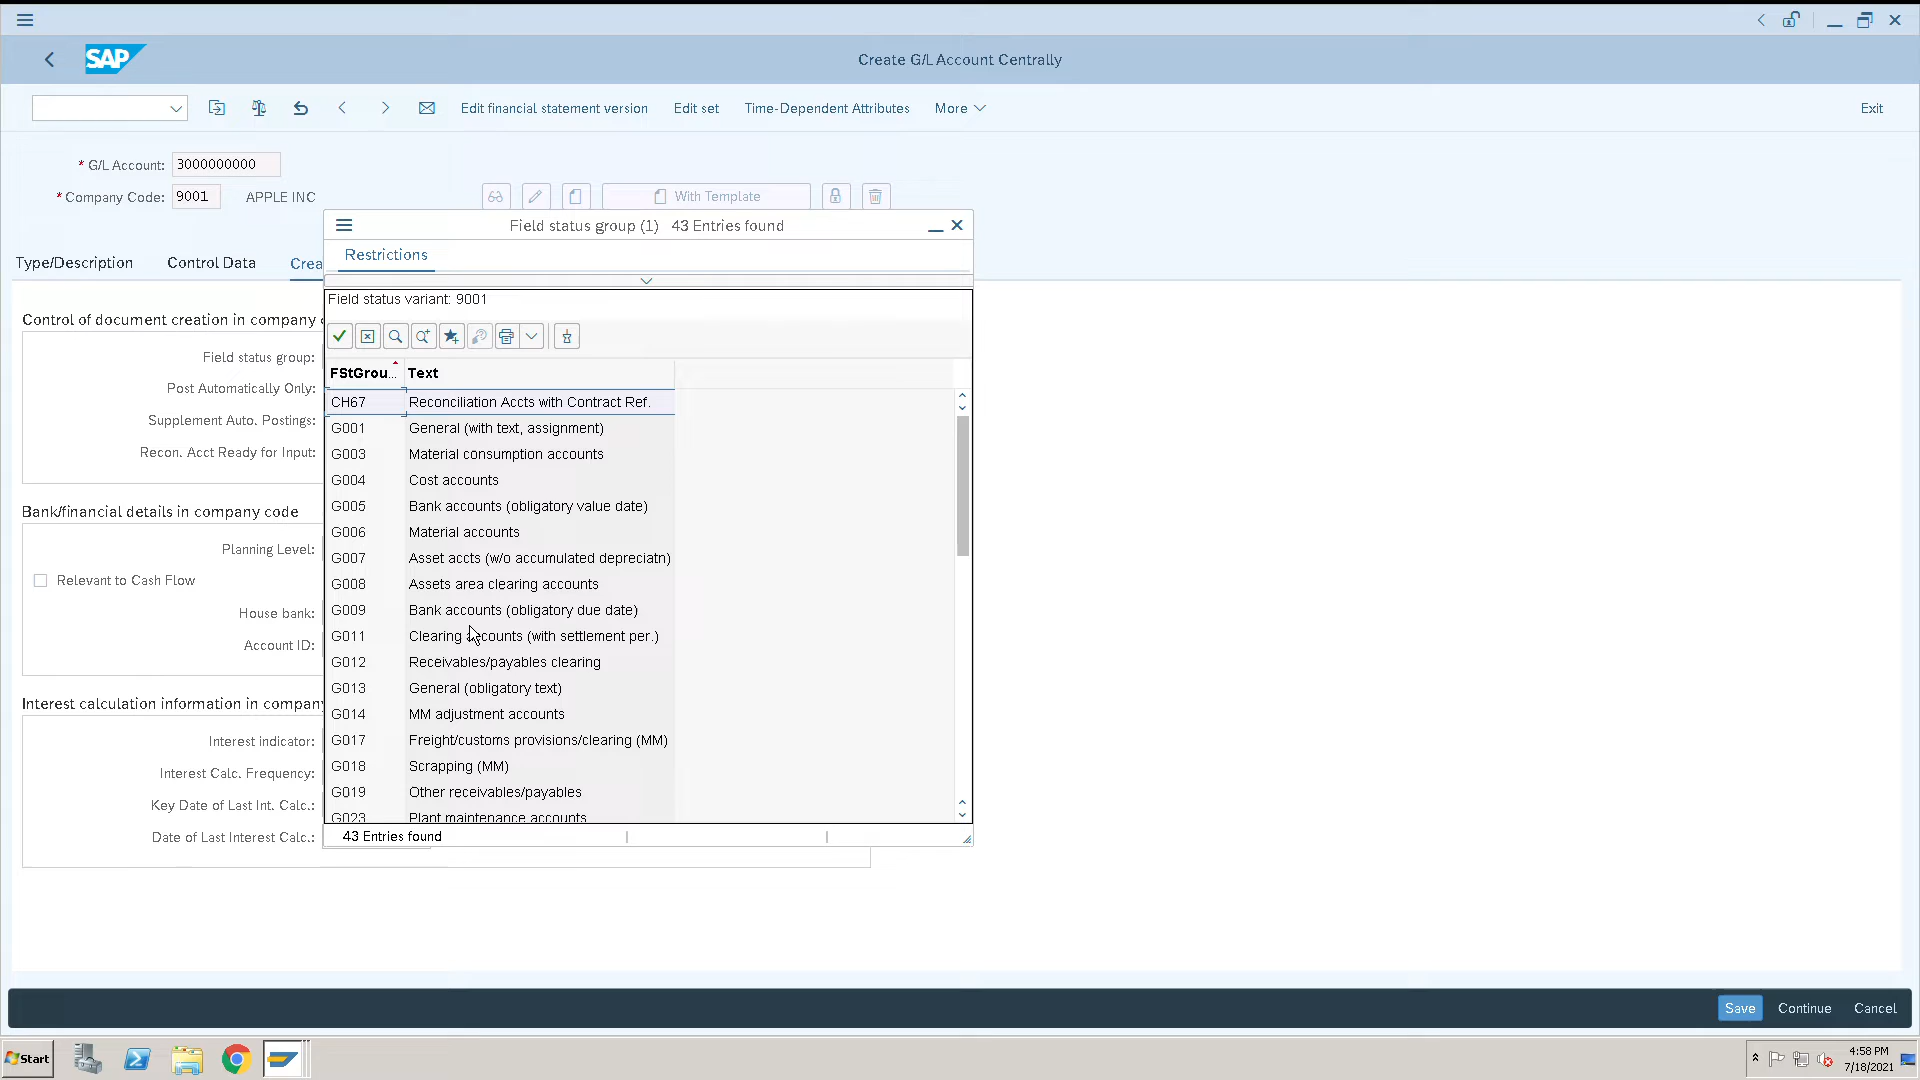 SAP
Create G/L Account Centrally
Edit financial statement version
Edit set
Time-Dependent Attributes
More
Exit
* G/L Account: 3000000000
* Company Code: 9001 APPLE INC
With Template
Type/Description
Control Data
Crea
Field status group (1) 43 Entries found
Restrictions
Field status variant: 9001
FStGrou... Text
CH67 Reconciliation Accts with Contract Ref.
G001 General (with text, assignment)
G003 Material consumption accounts
G004 Cost accounts
G005 Bank accounts (obligatory value date)
G006 Material accounts
G007 Asset accts (w/o accumulated depreciatn)
G008 Assets area clearing accounts
G009 Bank accounts (obligatory due date)
G011 Clearing accounts (with settlement per.)
G012 Receivables/payables clearing
G013 General (obligatory text)
G014 MM adjustment accounts
G017 Freight/customs provisions/clearing (MM)
G018 Scrapping (MM)
G019 Other receivables/payables
G023 Plant maintenance accounts
43 Entries found
Control of document creation in company
Field status group:
Post Automatically Only:
Supplement Auto. Postings:
Recon. Acct Ready for Input:
Bank/financial details in company code
Planning Level:
Relevant to Cash Flow
House bank:
Account ID:
Interest calculation information in company
Interest indicator:
Interest Calc. Frequency:
Key Date of Last Int. Calc.:
Date of Last Interest Calc.:
Save
Continue
Cancel
Start
4:58 PM
7/18/2021